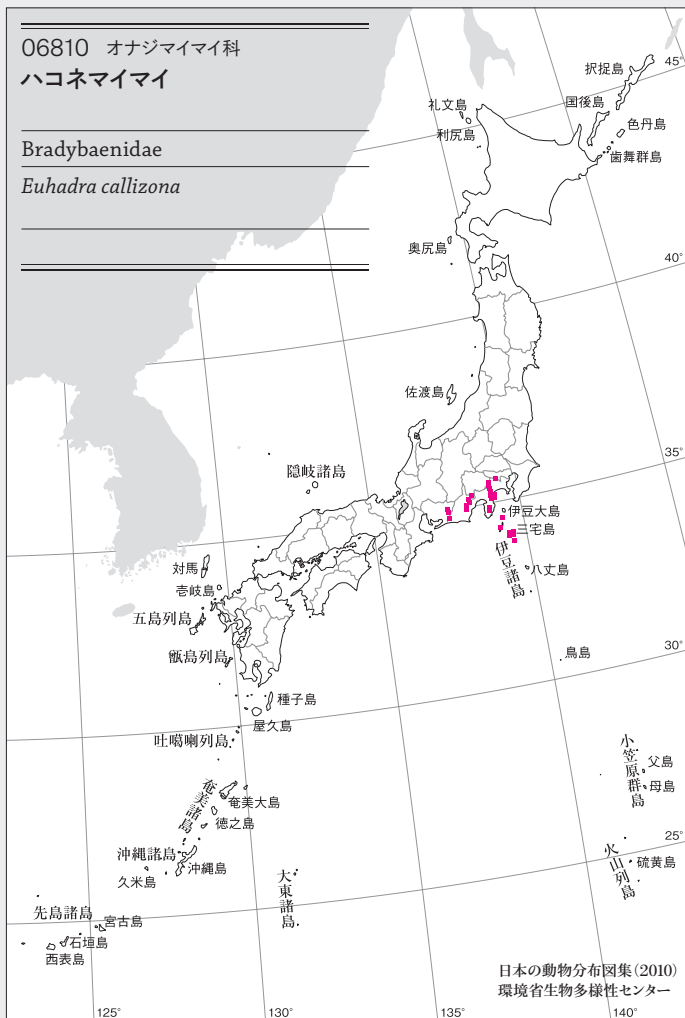 06810 オナジマイマイ科
ハコネマイマイ
Bradybaenidae
Euhadra callizona
45°
択捉島
国後島
礼文島
色丹島
利尻島
歯舞群島
奥尻島
40°
佐渡島
35°
隠岐諸島
伊豆大島
三宅島
伊豆諸島
八丈島
対馬
壱岐島
五島列島
甑島列島
鳥島
30°
種子島
屋久島
吐噶喇列島
小笠原群島
父島
母島
奄美諸島
奄美大島
徳之島
25°
沖縄諸島
沖縄島
久米島
火山列島
硫黄島
大東諸島
先島諸島
宮古島
石垣島
西表島
日本の動物分布図集(2010)
環境省生物多様性センター
125°
130°
135°
140°